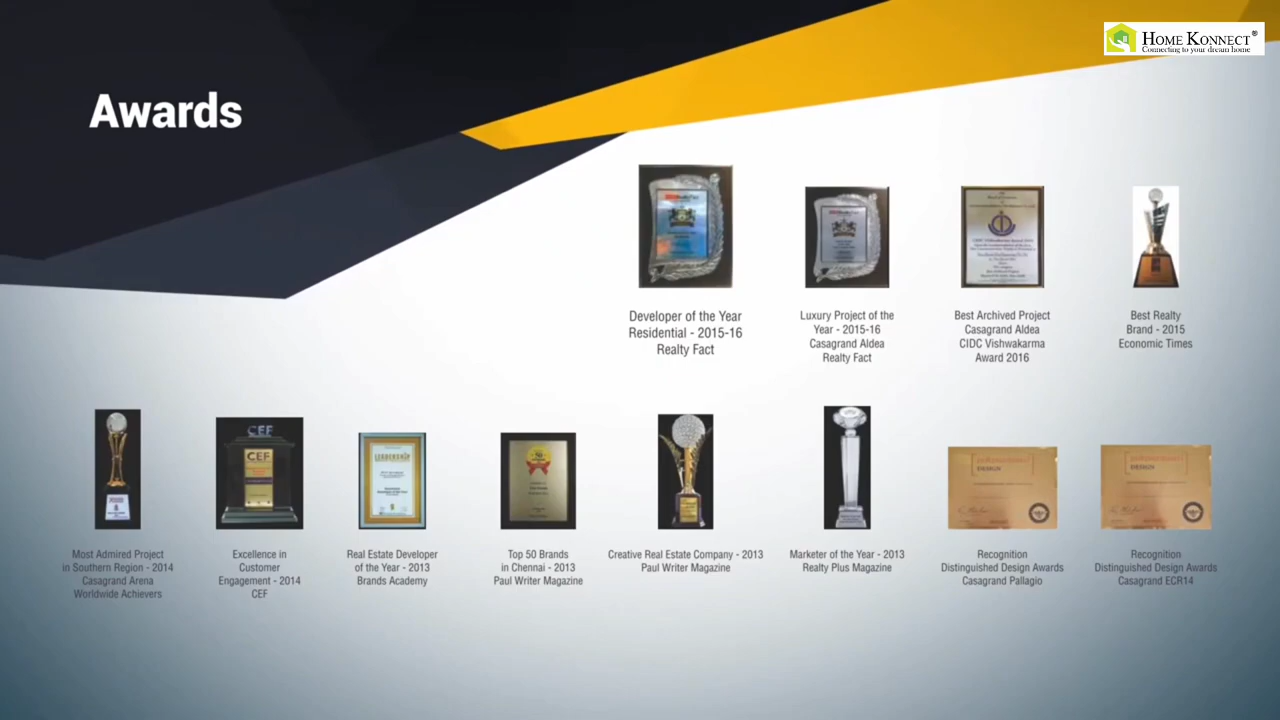 HOME KONNECT®
Connecting to your dream home
Awards
Developer of the Year
Residential - 2015-16
Realty Fact
Luxury Project of the
Year - 2015-16
Casagrand Aldea
Realty Fact
Best Archived Project
Casagrand Aldea
CIDC Vishwakarma
Award 2016
Best Realty
Brand - 2015
Economic Times
CEF
CEF
LEADERSHIP
DESIGN
DESIGN
Most Admired Project
in Southern Region - 2014
Casagrand Arena
Worldwide Achievers
Excellence in
Customer
Engagement - 2014
CEF
Real Estate Developer
of the Year - 2013
Brands Academy
Top 50 Brands
in Chennai - 2013
Paul Writer Magazine
Creative Real Estate Company - 2013
Paul Writer Magazine
Marketer of the Year - 2013
Realty Plus Magazine
Recognition
Distinguished Design Awards
Casagrand Pallagio
Recognition
Distinguished Design Awards
Casagrand ECR14